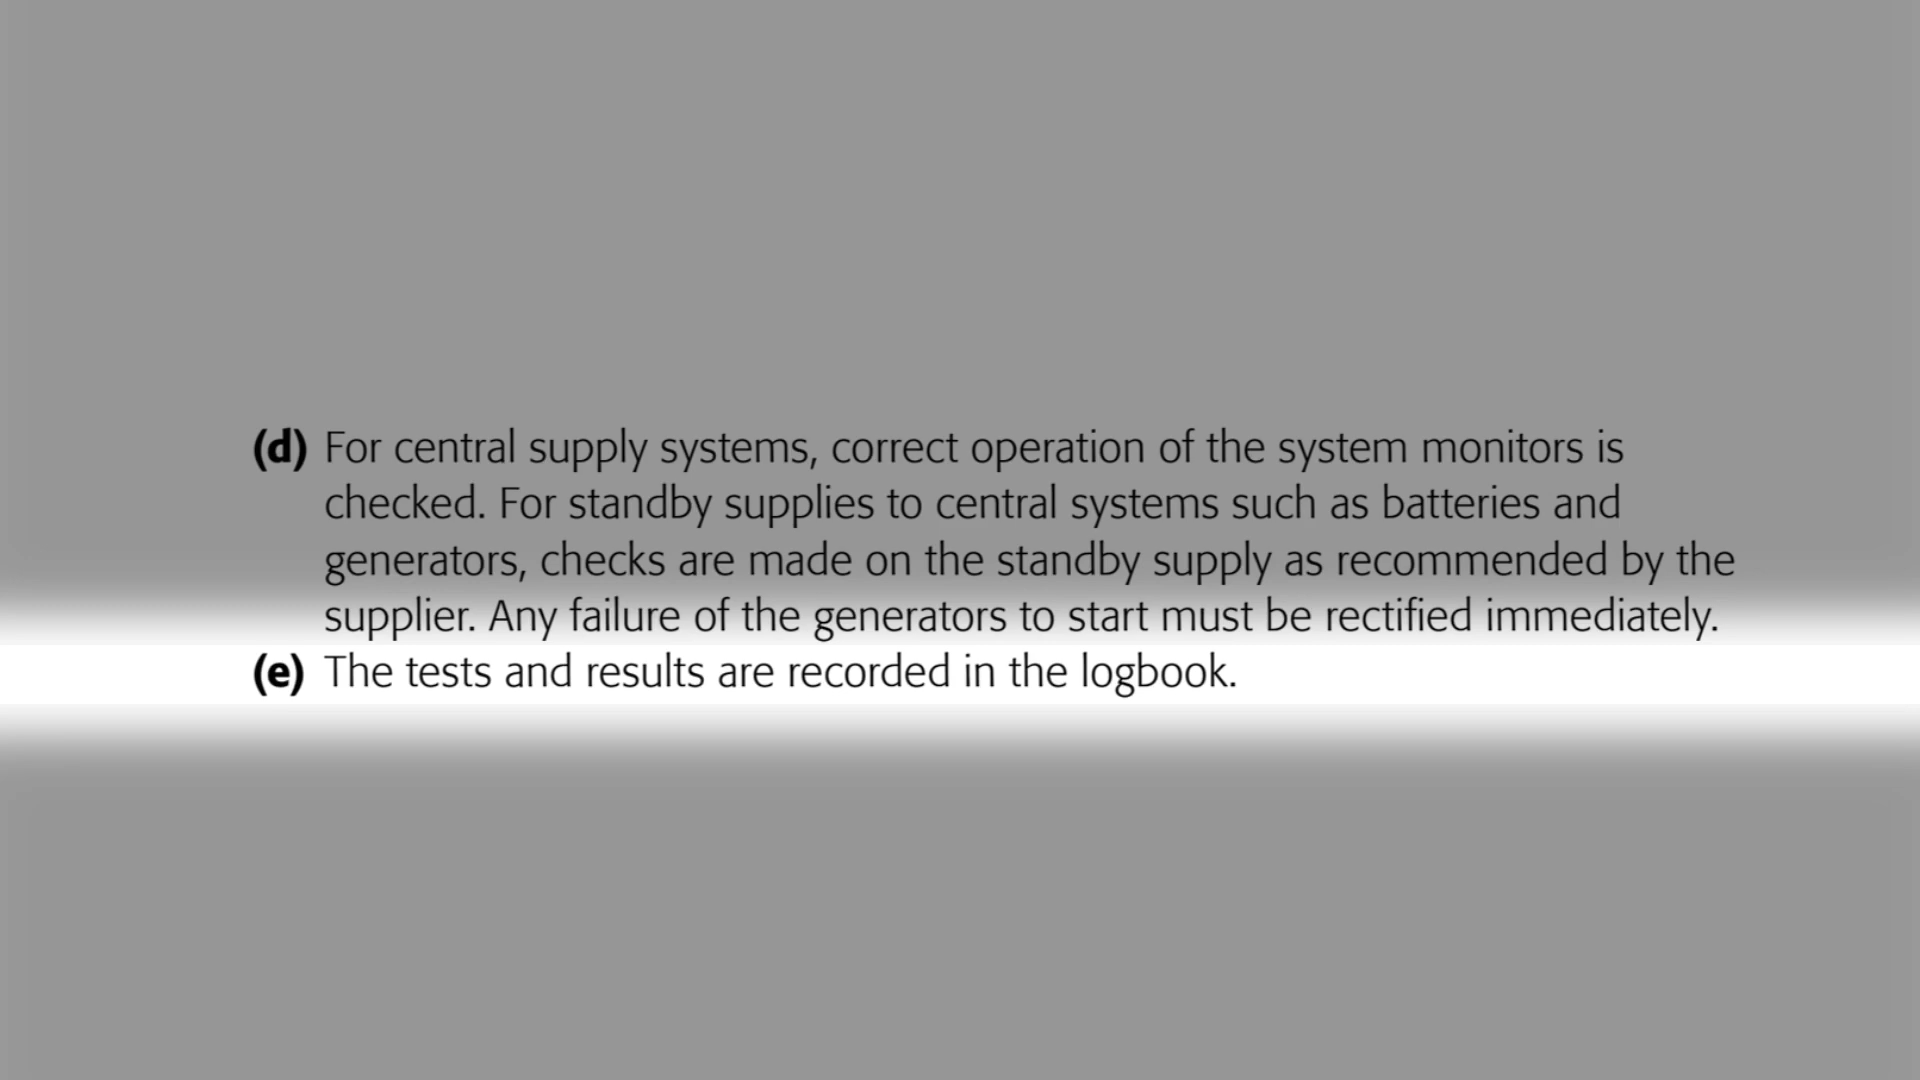 (d) For central supply systems, correct operation of the system monitors is
checked. For standby supplies to central systems such as batteries and
generators, checks are made on the standby supply as recommended by the
supplier. Any failure of the generators to start must be rectified immediately.
(e) The tests and results are recorded in the logbook.